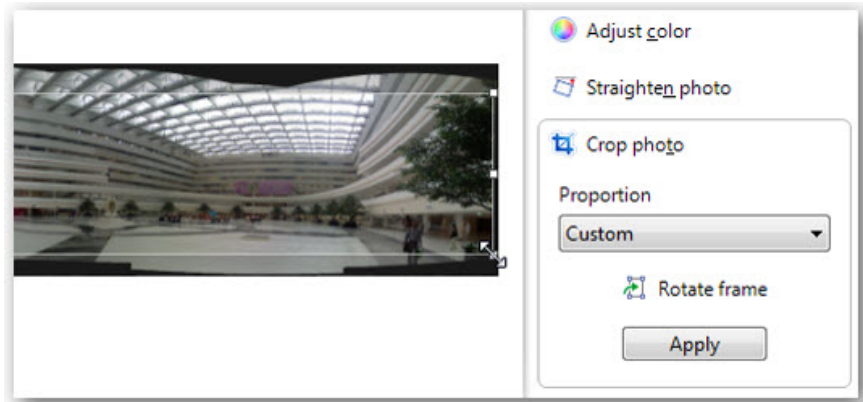 Adjust color
Straighten photo
Crop photo
Proportion
Custom
Rotate frame
Apply